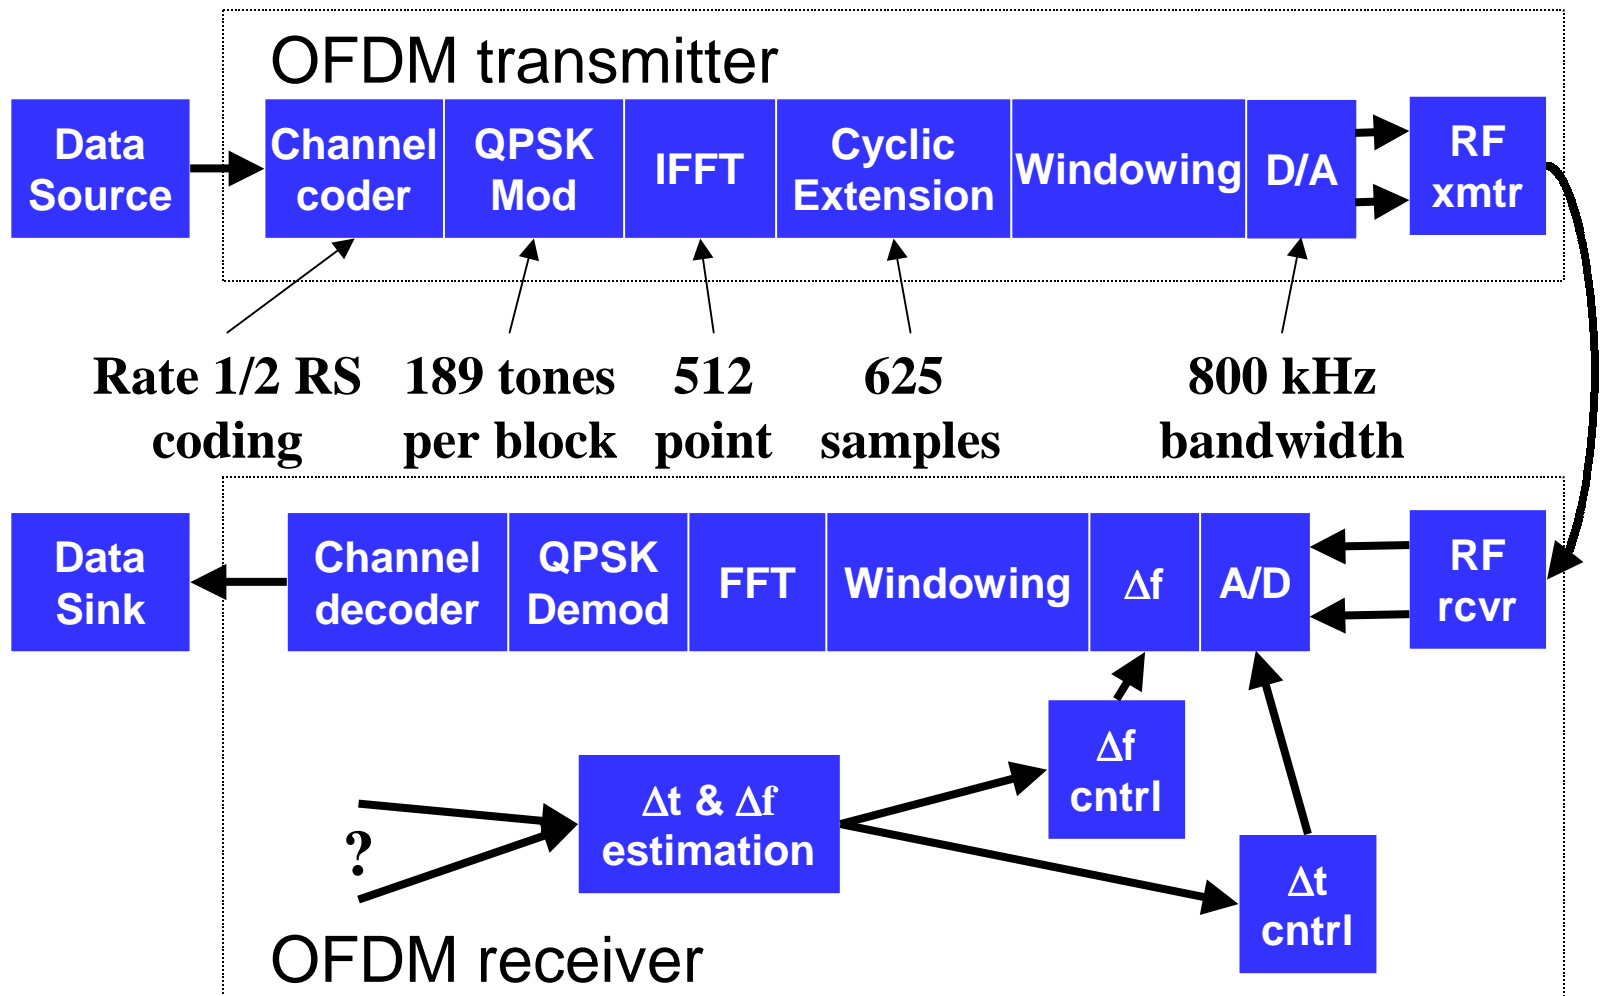 OFDM transmitter
Data
Source
Channel
coder
QPSK
Mod
IFFT
Cyclic
Extension
Windowing
D/A
RF
xmtr
Rate 1/2 RS
coding
189 tones
per block
512
point
625
samples
800 kHz
bandwidth
Data
Sink
Channel
decoder
QPSK
Demod
FFT
Windowing
Δf
A/D
RF
rcvr
Δf
cntrl
Δt & Δf
estimation
?
Δt
cntrl
OFDM receiver